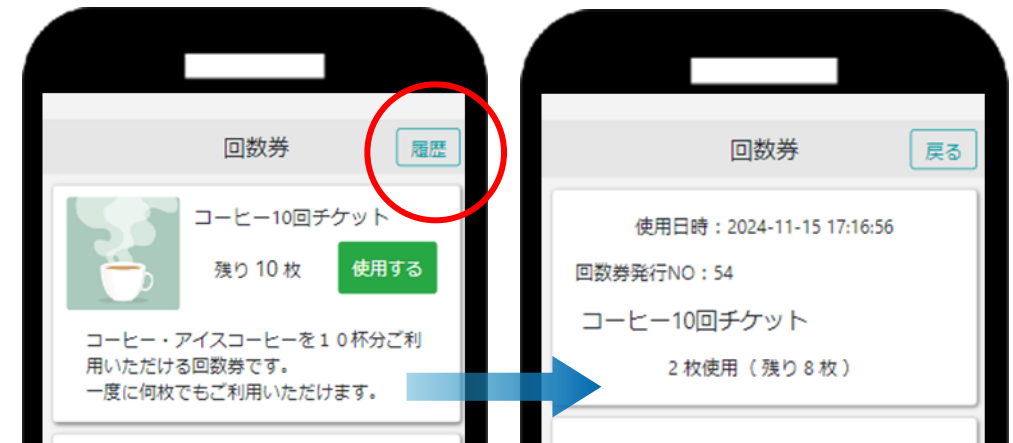 回数券
履歴
コーヒー10回チケット
残り 10 枚
使用する
コーヒー・アイスコーヒーを１０杯分ご利
用いただける回数券です。
一度に何枚でもご利用いただけます。
回数券
戻る
使用日時：2024-11-15 17:16:56
回数券発行NO：54
コーヒー10回チケット
2 枚使用（ 残り 8 枚 ）